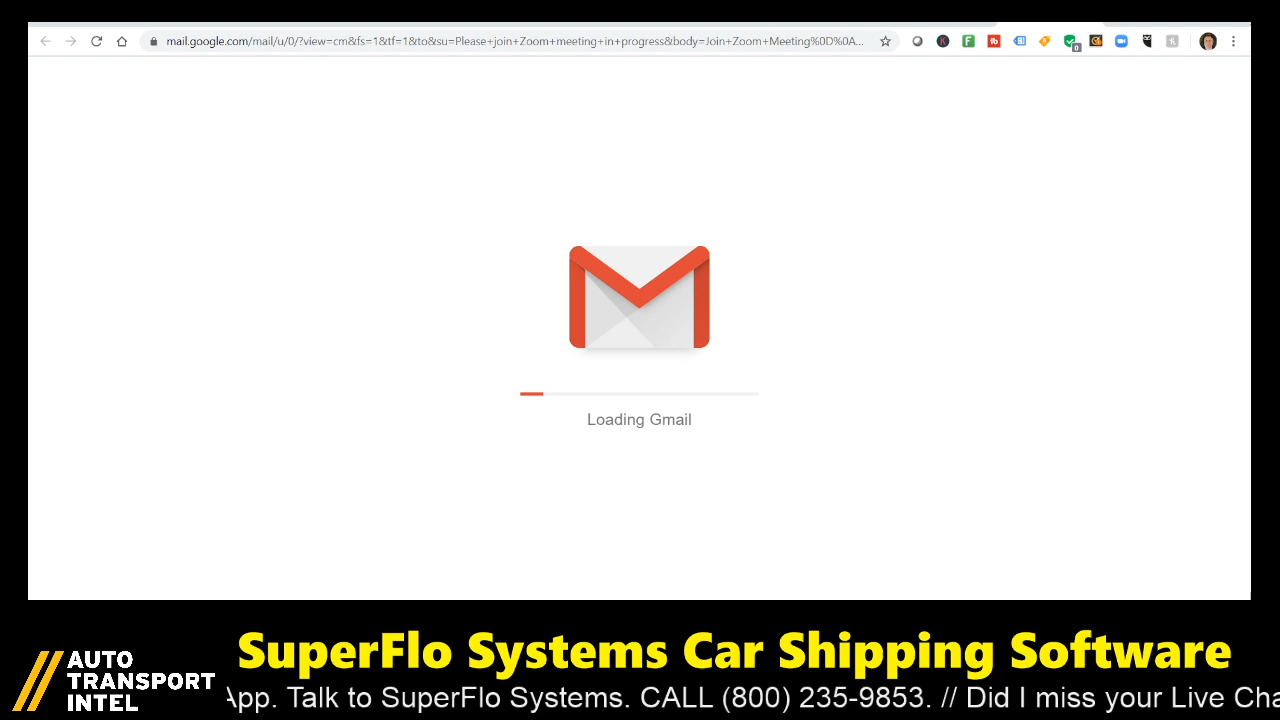 mail.google.com/mail/u/0/?view=cm&fs=1&tf=1&to&su=Please+join+Zoom+meeting+in+progress&body=Join+Zoom+Meeting%0D%0A...
0
Loading Gmail
SuperFlo Systems Car Shipping Software
AUTO
TRANSPORT
INTEL
App. Talk to SuperFlo Systems. CALL (800) 235-9853. // Did I miss your Live Cha